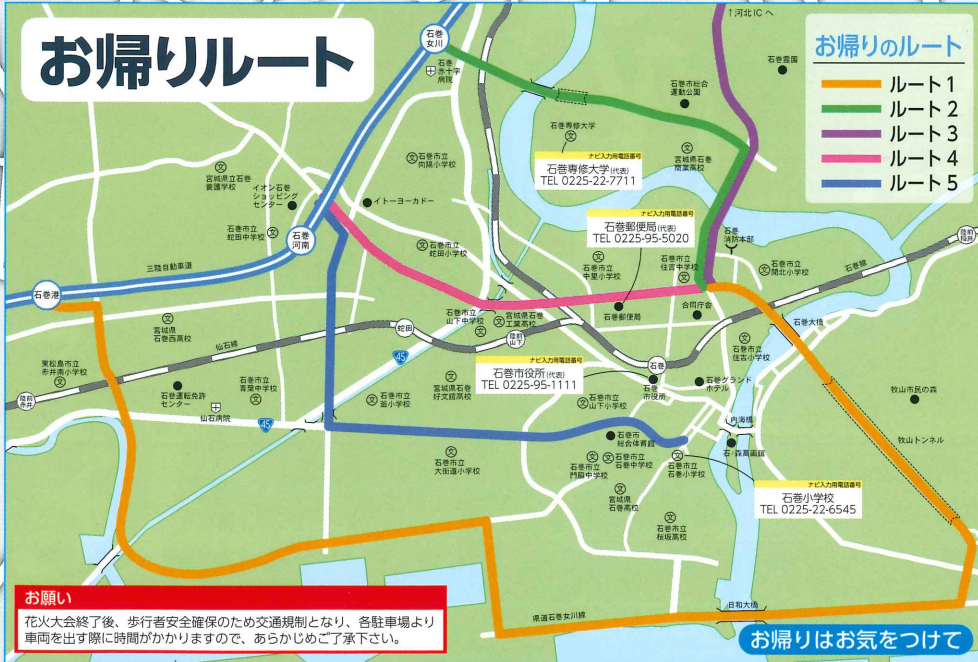 お帰りルート
お帰りのルート
ルート1
ルート2
ルート3
ルート4
ルート5
↑河北ICへ
石巻霊園
石巻
女川
石巻
赤十字
病院
石巻市総合
運動公園
石巻専修大学
宮城県石巻
商業高校
ナビ入力用電話番号
石巻専修大学(代表)
TEL 0225-22-7711
石巻市立
向陽小学校
宮城県立石巻
養護学校
イオン石巻
ショッピング
センター
イトーヨーカドー
石巻市立
蛇田中学校
石巻
河南
石巻市立
蛇田小学校
ナビ入力用電話番号
石巻郵便局(代表)
TEL 0225-95-5020
石巻
消防本部
陸前
稲井
石巻線
石巻市立
中里小学校
石巻市立
住吉中学校
石巻市立
開北小学校
三陸自動車道
石巻港
宮城県
石巻西高校
石巻市立
山下中学校
宮城県石巻
工業高校
石巻郵便局
合同庁舎
石巻大橋
蛇田
陸前
山下
仙石線
45
石巻市立
住吉小学校
東松島市立
赤井南小学校
石巻運転免許
センター
石巻市立
青葉中学校
ナビ入力用電話番号
石巻市役所(代表)
TEL 0225-95-1111
石巻
石巻
市役所
石巻グランド
ホテル
牧山市民の森
陸前
赤井
仙石病院
45
石巻市立
釜小学校
宮城県石巻
好文館高校
石巻市立
山下小学校
内海橋
牧山トンネル
石巻市
総合体育館
石ノ森萬画館
石巻市立
大街道小学校
石巻市立
門脇中学校
石巻市立
石巻中学校
石巻市立
石巻小学校
宮城県
石巻高校
ナビ入力用電話番号
石巻小学校
TEL 0225-22-6545
石巻市立
桜坂高校
お願い
花火大会終了後、歩行者安全確保のため交通規制となり、各駐車場より
車両を出す際に時間がかかりますので、あらかじめご了承下さい。
県道石巻女川線
日和大橋
お帰りはお気をつけて